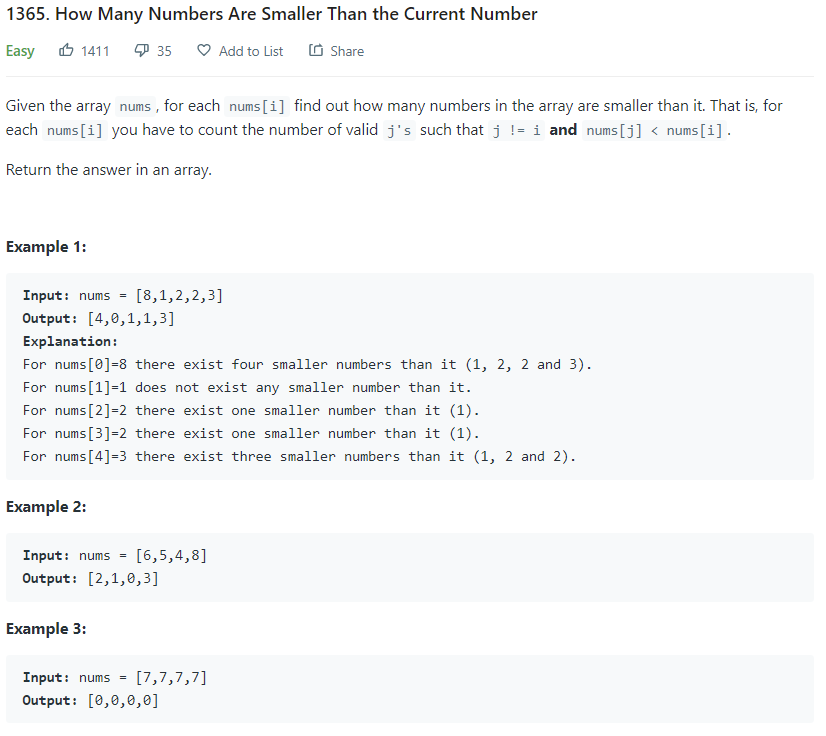 1365. How Many Numbers Are Smaller Than the Current Number
Easy 1411 35 Add to List Share
Given the array nums , for each nums[i] find out how many numbers in the array are smaller than it. That is, for
each nums[i] you have to count the number of valid j's such that j != i and nums[j] < nums[i] .
Return the answer in an array.
Example 1:
Input: nums = [8,1,2,2,3]
Output: [4,0,1,1,3]
Explanation:
For nums[0]=8 there exist four smaller numbers than it (1, 2, 2 and 3).
For nums[1]=1 does not exist any smaller number than it.
For nums[2]=2 there exist one smaller number than it (1).
For nums[3]=2 there exist one smaller number than it (1).
For nums[4]=3 there exist three smaller numbers than it (1, 2 and 2).
Example 2:
Input: nums = [6,5,4,8]
Output: [2,1,0,3]
Example 3:
Input: nums = [7,7,7,7]
Output: [0,0,0,0]